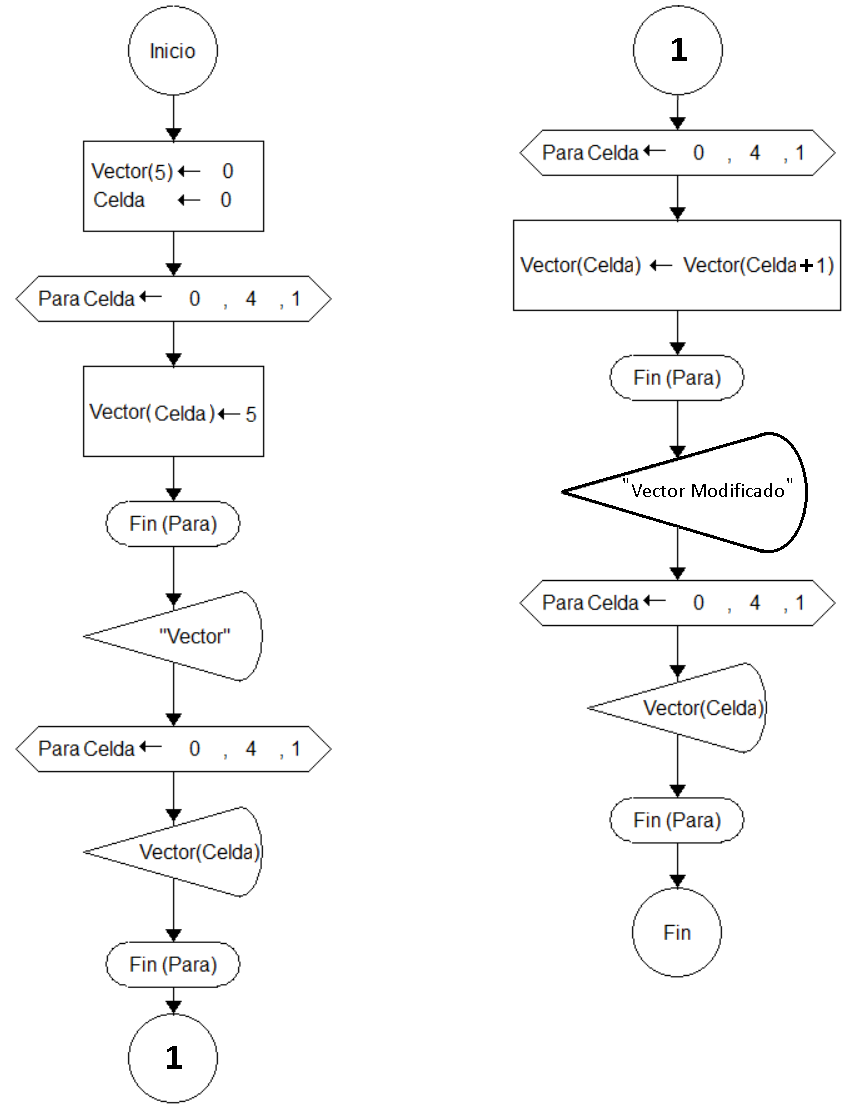 Inicio
Vector(5) ← 0
Celda ← 0
Para Celda ← 0 , 4 , 1
Vector(Celda) ← 5
Fin (Para)
"Vector"
Para Celda ← 0 , 4 , 1
Vector(Celda)
Fin (Para)
1
1
Para Celda ← 0 , 4 , 1
Vector(Celda) ← Vector(Celda+1)
Fin (Para)
"Vector Modificado"
Para Celda ← 0 , 4 , 1
Vector(Celda)
Fin (Para)
Fin